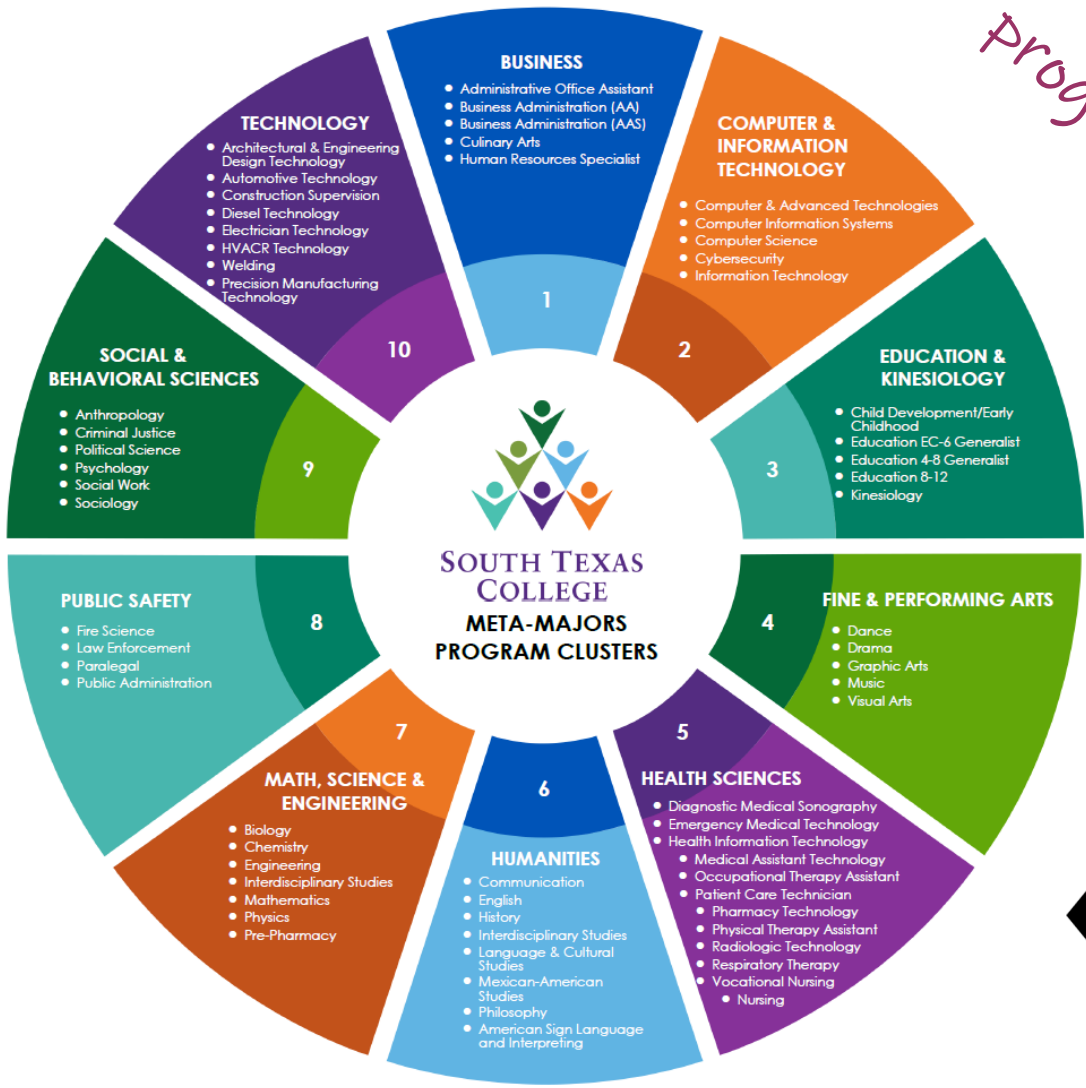 BUSINESS
● Administrative Office Assistant
● Business Administration (AA)
● Business Administration (AAS)
● Culinary Arts
● Human Resources Specialist
1
COMPUTER &
INFORMATION
TECHNOLOGY
● Computer & Advanced Technologies
● Computer Information Systems
● Computer Science
● Cybersecurity
● Information Technology
2
EDUCATION &
KINESIOLOGY
● Child Development/Early
Childhood
● Education EC-6 Generalist
● Education 4-8 Generalist
● Education 8-12
● Kinesiology
3
FINE & PERFORMING ARTS
● Dance
● Drama
● Graphic Arts
● Music
● Visual Arts
4
5
HEALTH SCIENCES
● Diagnostic Medical Sonography
● Emergency Medical Technology
● Health Information Technology
● Medical Assistant Technology
● Occupational Therapy Assistant
● Patient Care Technician
● Pharmacy Technology
● Physical Therapy Assistant
● Radiologic Technology
● Respiratory Therapy
● Vocational Nursing
● Nursing
6
HUMANITIES
● Communication
● English
● History
● Interdisciplinary Studies
● Language & Cultural
Studies
● Mexican-American
Studies
● Philosophy
● American Sign Language
and Interpreting
7
MATH, SCIENCE &
ENGINEERING
● Biology
● Chemistry
● Engineering
● Interdisciplinary Studies
● Mathematics
● Physics
● Pre-Pharmacy
8
PUBLIC SAFETY
● Fire Science
● Law Enforcement
● Paralegal
● Public Administration
SOCIAL &
BEHAVIORAL SCIENCES
● Anthropology
● Criminal Justice
● Political Science
● Psychology
● Social Work
● Sociology
9
TECHNOLOGY
● Architectural & Engineering
Design Technology
● Automotive Technology
● Construction Supervision
● Diesel Technology
● Electrician Technology
● HVACR Technology
● Welding
● Precision Manufacturing
Technology
10
SOUTH TEXAS
COLLEGE
META-MAJORS
PROGRAM CLUSTERS